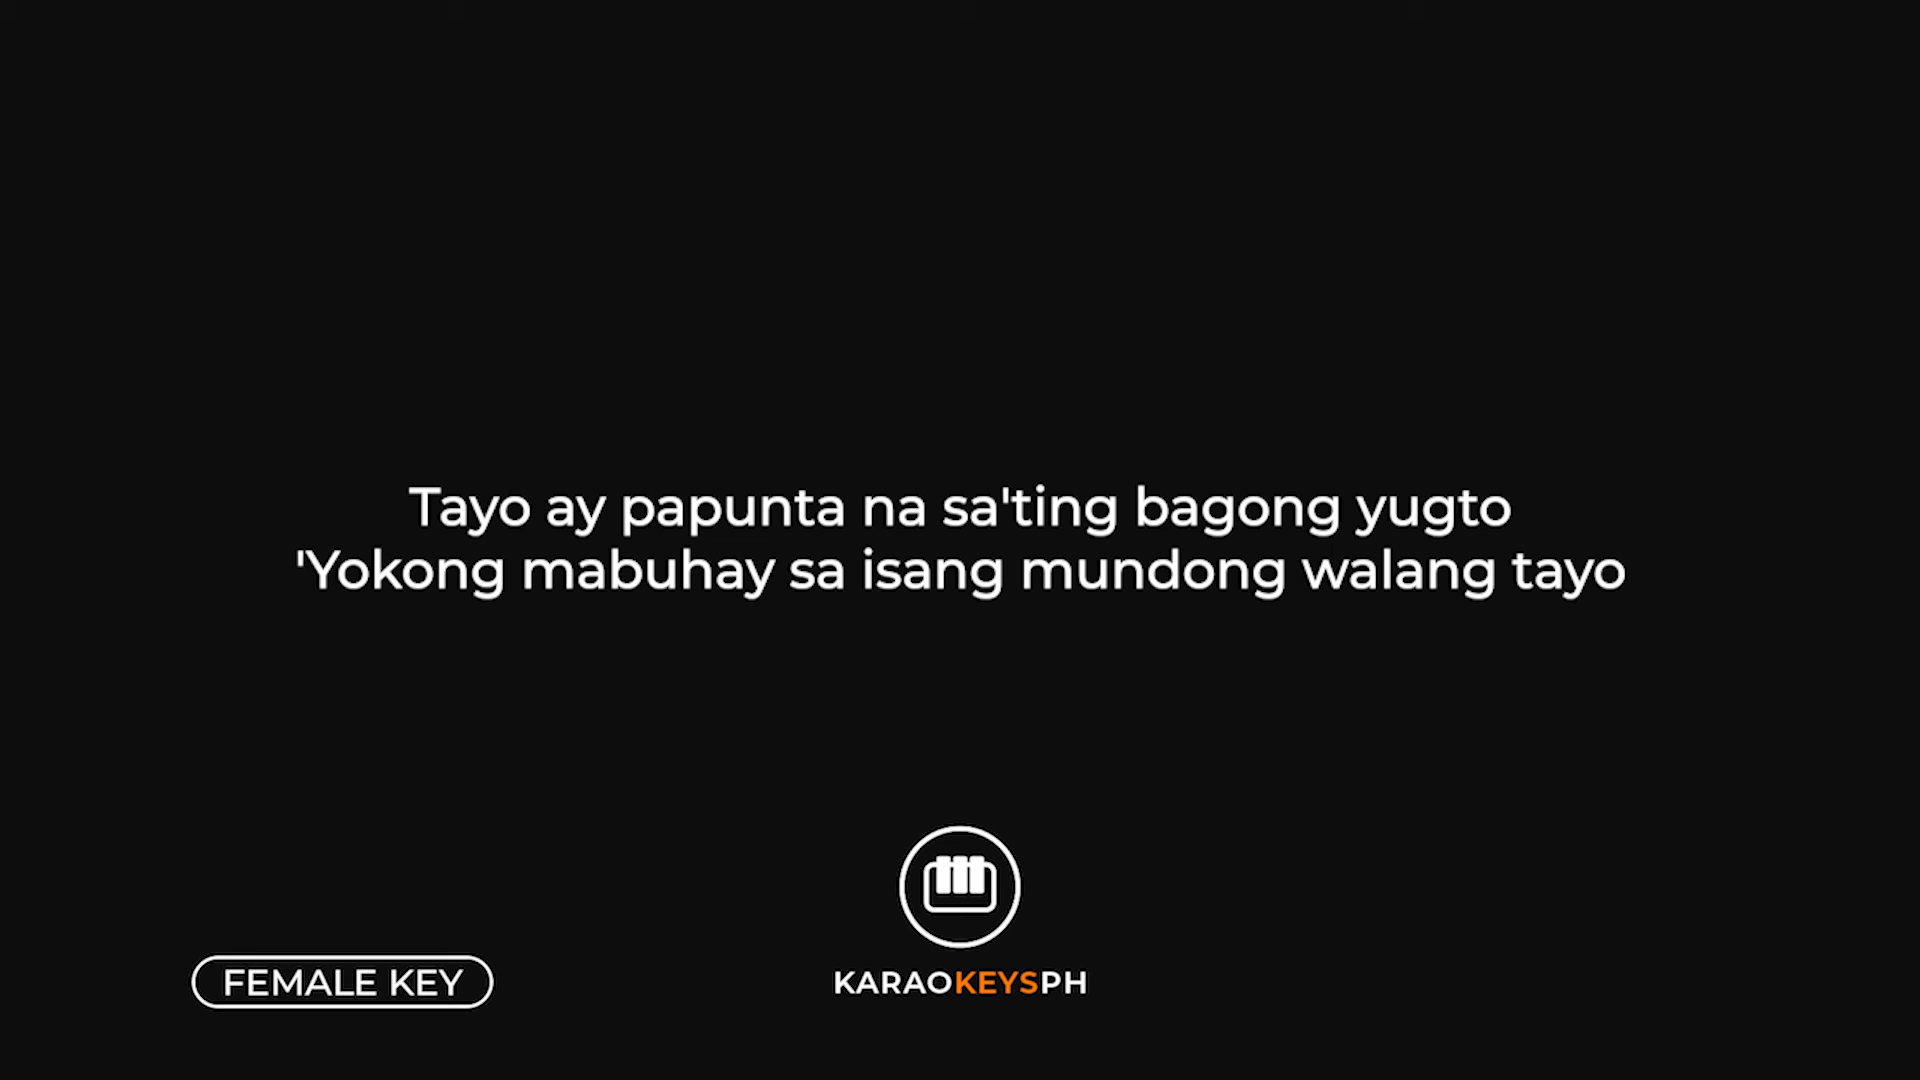 Tayo ay papunta na sa'ting bagong yugto
'Yokong mabuhay sa isang mundong walang tayo
FEMALE KEY
KARAOKEYSPH